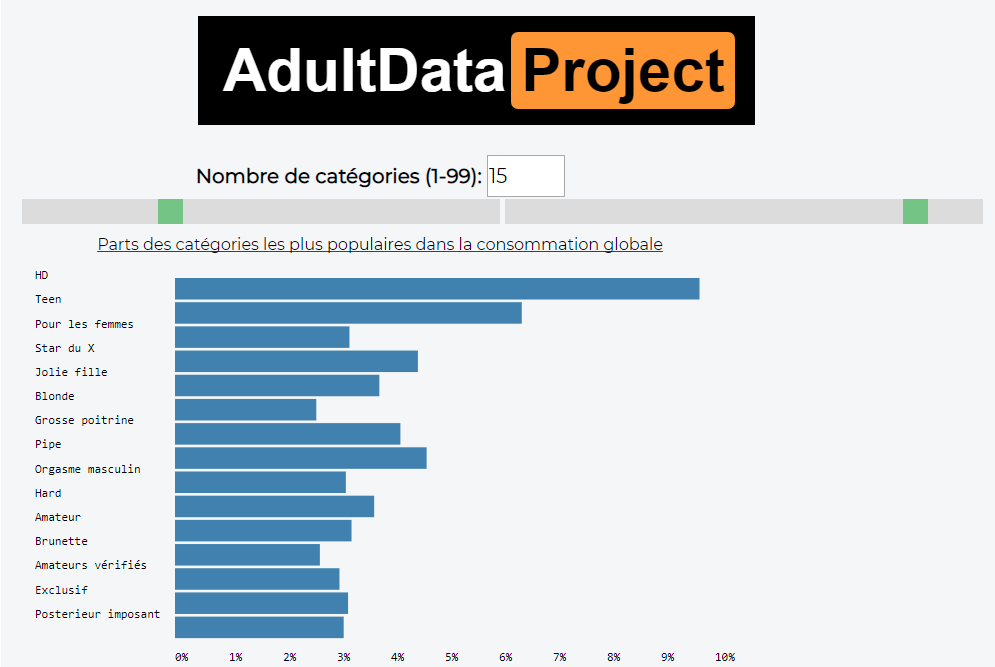 AdultData Project
Nombre de catégories (1-99): 15
Parts des catégories les plus populaires dans la consommation globale
HD
Teen
Pour les femmes
Star du X
Jolie fille
Blonde
Grosse poitrine
Pipe
Orgasme masculin
Hard
Amateur
Brunette
Amateurs vérifiés
Exclusif
Posterieur imposant
0% 1% 2% 3% 4% 5% 6% 7% 8% 9% 10%